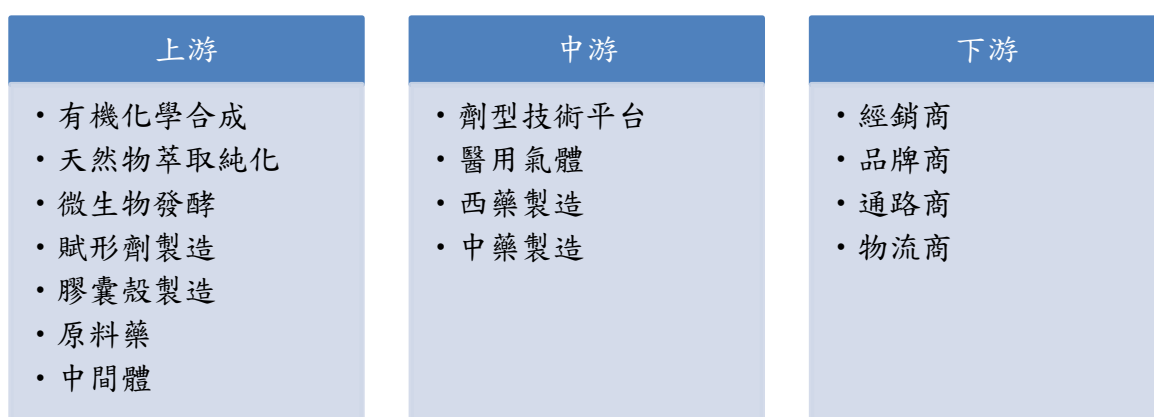 上游
・有機化學合成
・天然物萃取純化
・微生物發酵
・賦形劑製造
・膠囊殼製造
・原料藥
・中間體
中游
・劑型技術平台
・醫用氣體
・西藥製造
・中藥製造
下游
・經銷商
・品牌商
・通路商
・物流商